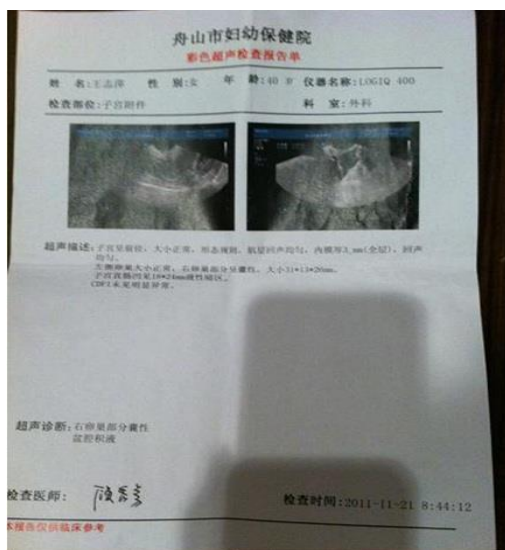 舟山市妇幼保健院
彩色超声检查报告单
姓 名:王志萍 性 别:女 年 龄:40 岁 仪器名称:LOGIQ 400
检查部位:子宫附件 科 室:外科
超声描述:子宫呈前位,大小正常,形态规则,肌层回声均匀,内膜厚3 mm(全层),回声
均匀。
左侧卵巢大小正常,右卵巢部分呈囊性,大小31*13*20mm。
子宫直肠凹见18*24mm液性暗区。
CDFI未见明显异常。
超声诊断:右卵巢部分囊性
盆腔积液
检查医师:
检查时间:2011-11-21 8:44:12
本报告仅供临床参考